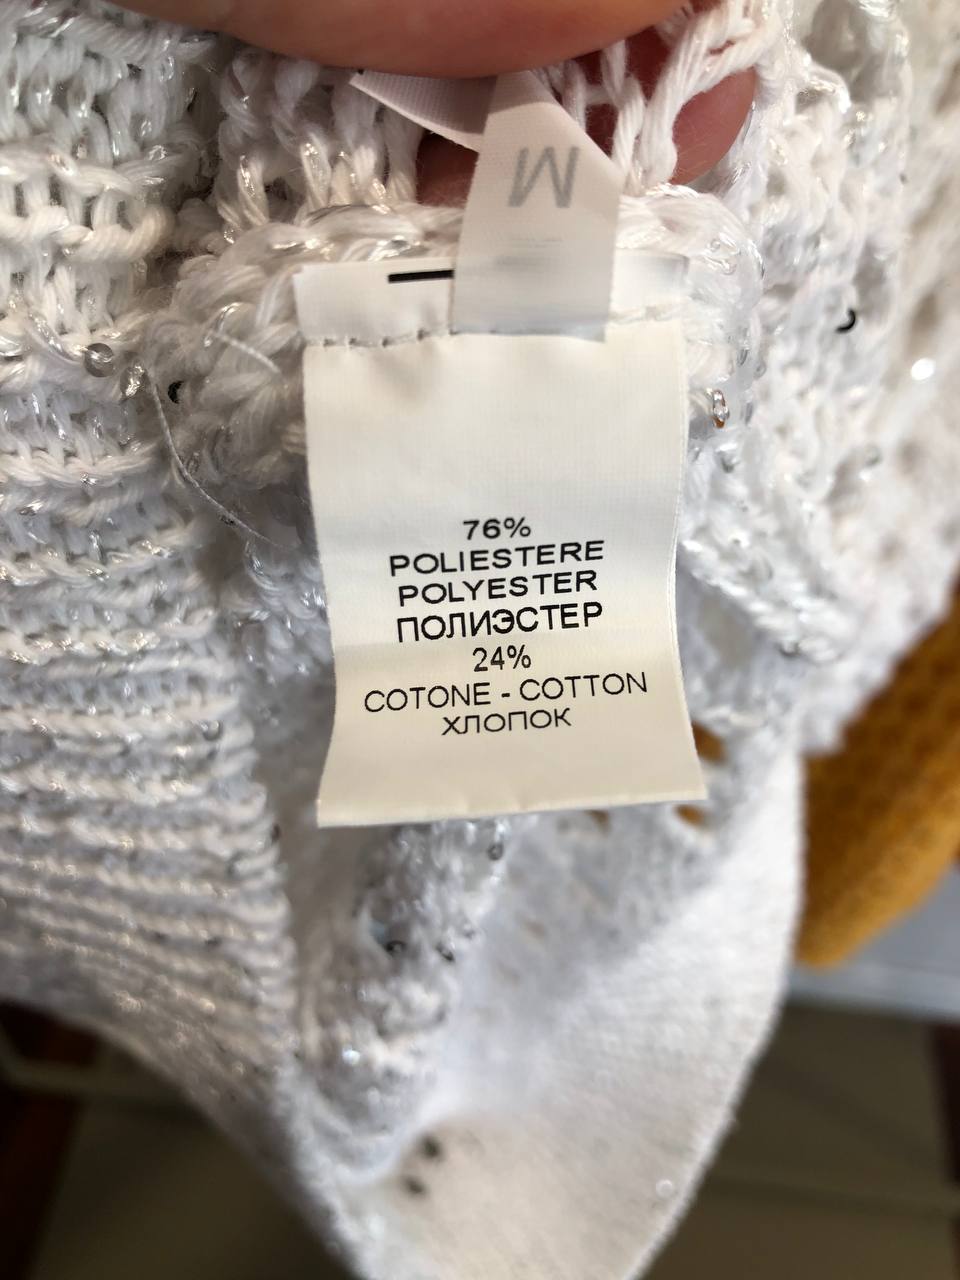 M
76%
POLIESTERE
POLYESTER
ПОЛИЭСТЕР
24%
COTONE - COTTON
ХЛОПОК